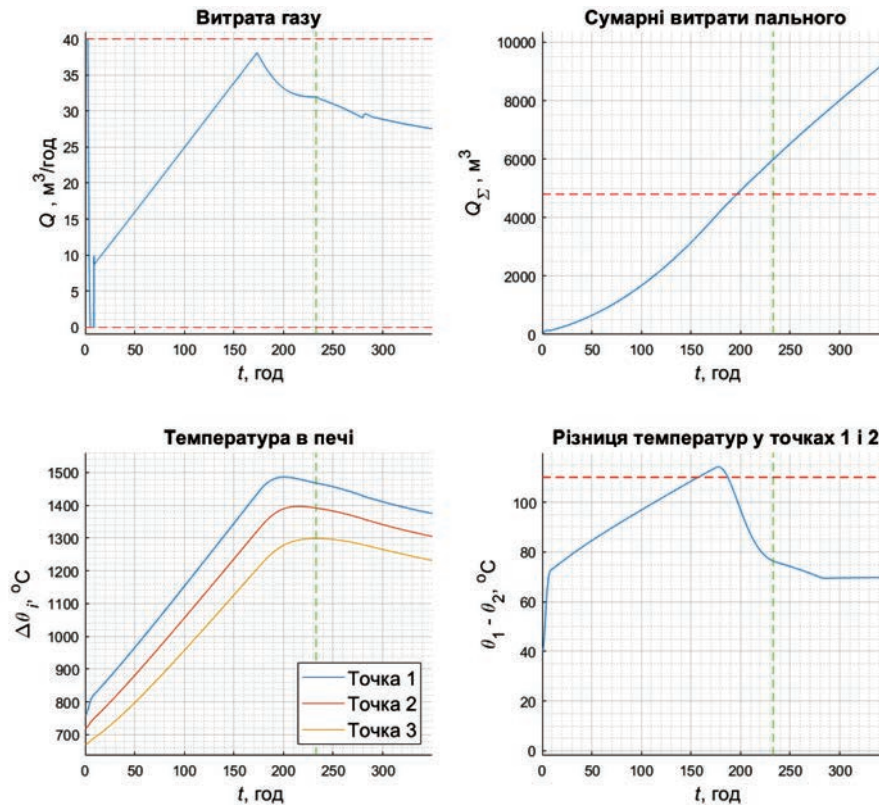 Витрата газу
40
35
30
25
20
15
10
5
0
Q , м³/год
0 50 100 150 200 250 300
t, год
Сумарні витрати пального
10000
8000
6000
4000
2000
0
Q_Σ , м³
0 50 100 150 200 250 300
t, год
Температура в печі
1500
1400
1300
1200
1100
1000
900
800
700
Δθ_i, °C
Точка 1
Точка 2
Точка 3
0 50 100 150 200 250 300
t, год
Різниця температур у точках 1 і 2
100
80
60
40
20
0
θ₁ - θ₂, °C
0 50 100 150 200 250 300
t, год